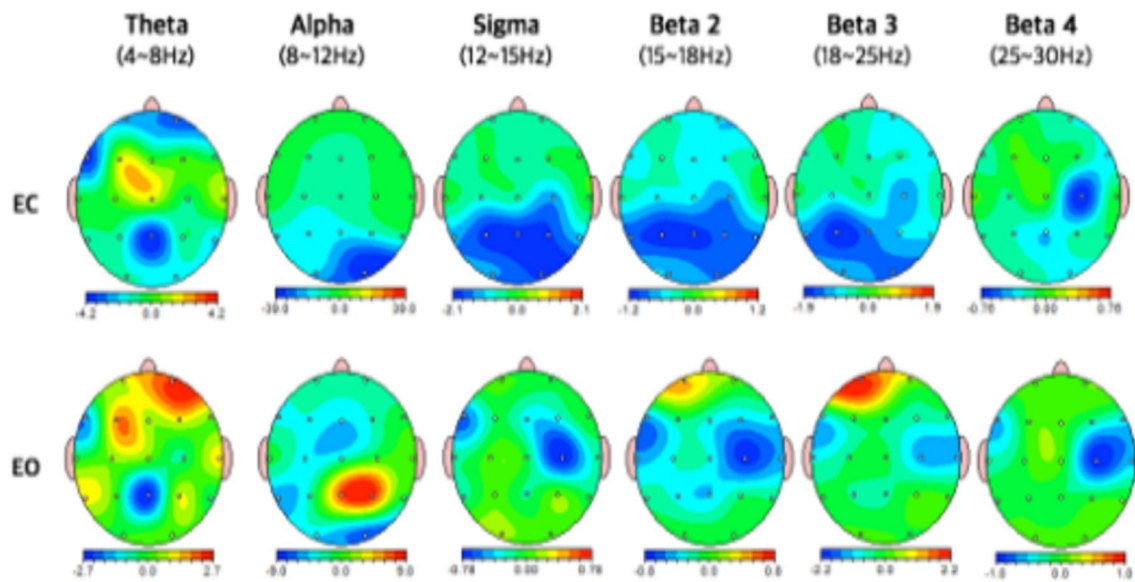 Theta Alpha Sigma Beta 2 Beta 3 Beta 4
(4~8Hz) (8~12Hz) (12~15Hz) (15~18Hz) (18~25Hz) (25~30Hz)
EC
-4.2 0.0 4.2 -39.0 0.0 39.0 -2.1 0.0 2.1 -1.2 0.0 1.2 -1.9 0.0 1.9 -0.70 0.00 0.70
EO
-2.7 0.0 2.7 -9.0 0.0 9.0 -0.78 0.00 0.78 0.0 -2.2 0.0 2.2 -1.0 0.0 1.0